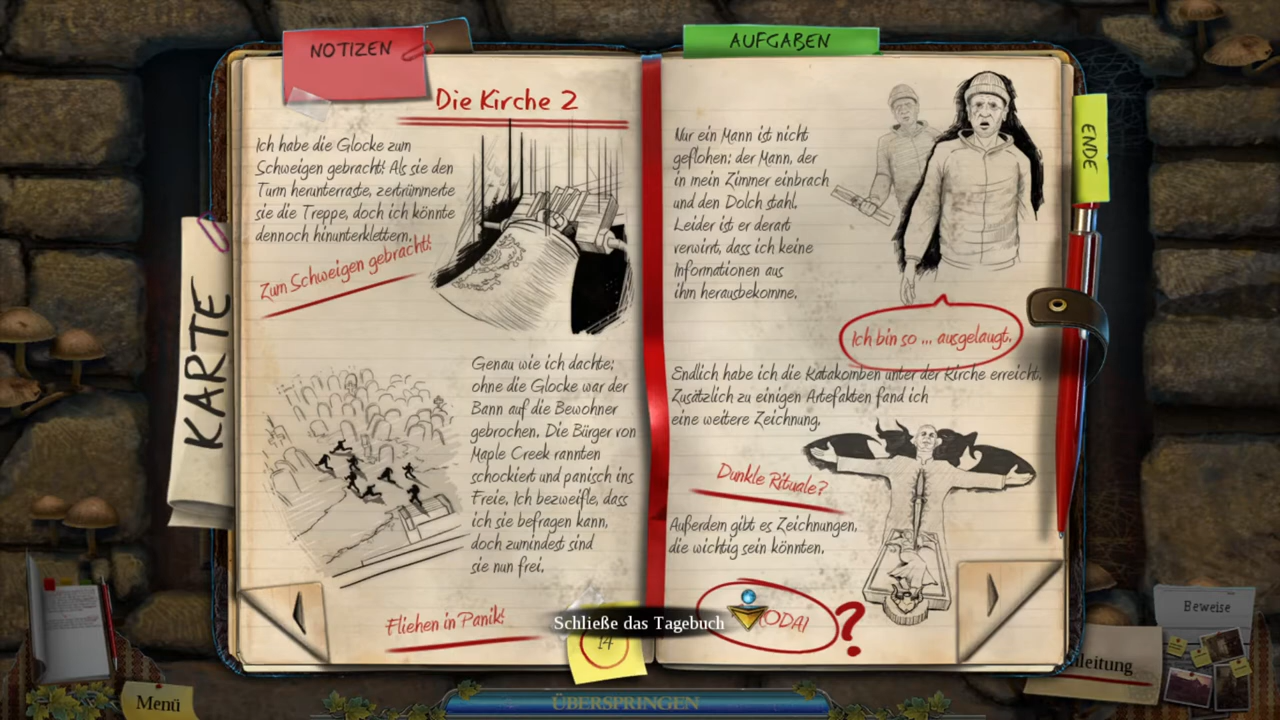 NOTIZEN
AUFGABEN
ENDE
KARTE
Die Kirche 2
Ich habe die Glocke zum
Schweigen gebracht! Als sie den
Turm herunterraste, zertrümmerte
sie die Treppe, doch ich könnte
dennoch hinunterklettern.
Zum Schweigen gebracht!
Genau wie ich dachte:
ohne die Glocke war der
Bann auf die Bewohner
gebrochen. Die Bürger von
Maple Creek rannten
schockiert und panisch ins
Freie. Ich bezweifle, dass
ich sie befragen kann,
doch zumindest sind
sie nun frei.
Fliehen in Panik!
14
Nur ein Mann ist nicht
geflohen: der Mann, der
in mein Zimmer einbrach
und den Dolch stahl.
Leider ist er derart
verwirrt, dass ich keine
Informationen aus
ihm herausbekomme.
Ich bin so ... ausgelaugt.
Endlich habe ich die Katakomben unter der Kirche erreicht.
Zusätzlich zu einigen Artefakten fand ich
eine weitere Zeichnung.
Dunkle Rituale?
Außerdem gibt es Zeichnungen,
die wichtig sein könnten.
?
Schließe das Tagebuch
Menü
ÜBERSPRINGEN
Beweise